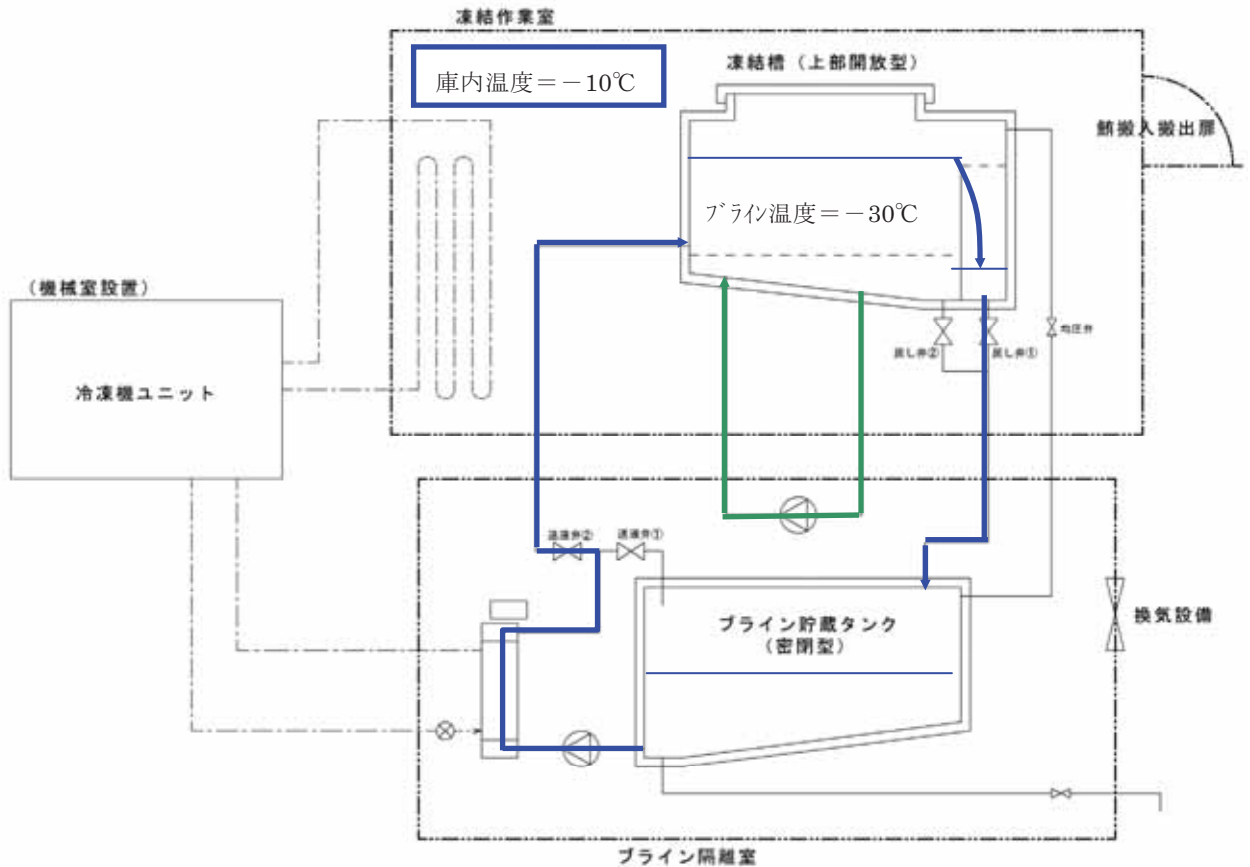 凍結作業室
庫内温度＝－10℃
凍結槽（上部開放型）
鮪搬入搬出扉
ブライン温度＝－30℃
（機械室設置）
冷凍機ユニット
戻し弁②
戻し弁①
均圧弁
送液弁②
送液弁①
ブライン貯蔵タンク
（密閉型）
換気設備
ブライン隔離室